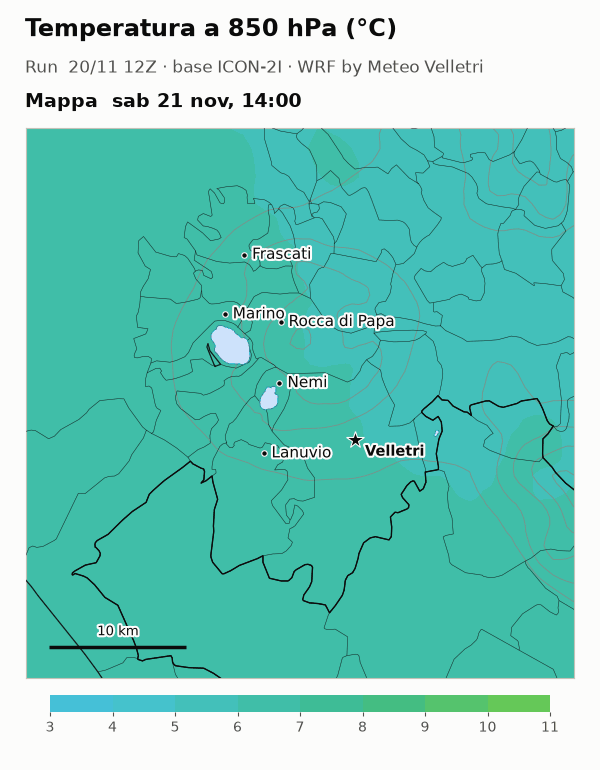 Temperatura a 850 hPa (°C)
Run  20/11 12Z · base ICON-2I · WRF by Meteo Velletri
Mappa  sab 21 nov, 14:00
Frascati
Marino
Rocca di Papa
Nemi
Velletri
Lanuvio
10 km
3 4 5 6 7 8 9 10 11